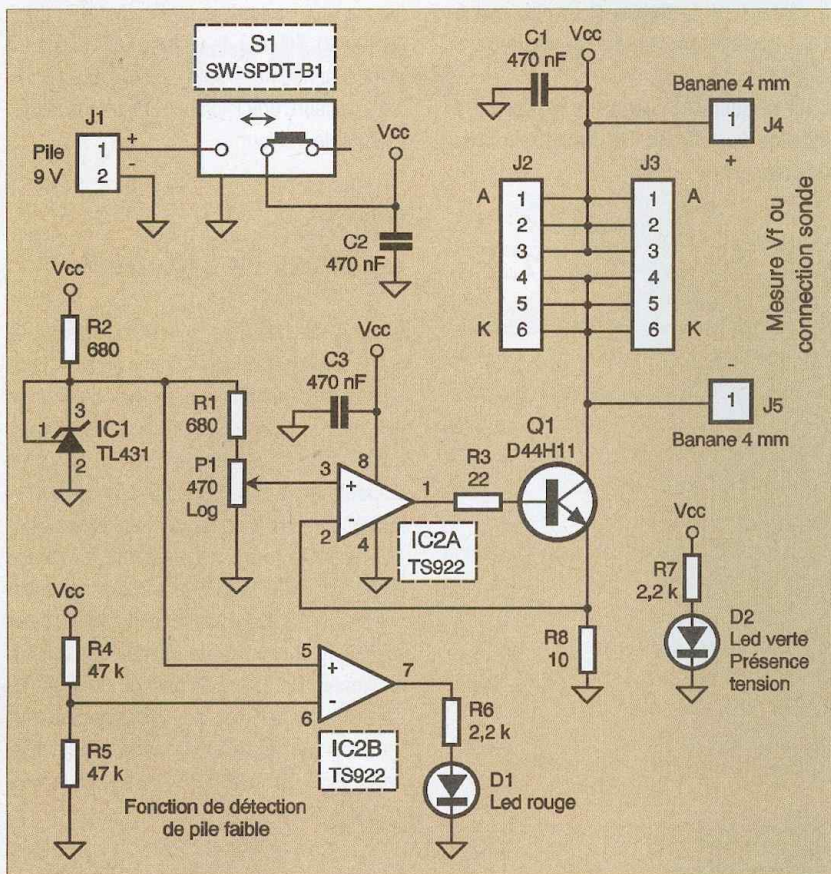 S1
SW-SPDT-B1
J1
Pile
9 V
1
2
+
-
Vcc
C2
470 nF
C1
470 nF
Vcc
Banane 4 mm
1
J4
+
J2
J3
A
1
2
3
4
5
6
K
1
2
3
4
5
6
A
K
Mesure Vf ou
connection sonde
-
1
J5
Banane 4 mm
Vcc
R2
680
1
3
2
IC1
TL431
R1
680
P1
470
Log
C3
470 nF
Vcc
3
+
2
-
8
4
1
IC2A
TS922
R3
22
Q1
D44H11
R8
10
Vcc
R7
2,2 k
D2
Led verte
Présence
tension
Vcc
R4
47 k
R5
47 k
5
+
6
-
7
IC2B
TS922
R6
2,2 k
D1
Led rouge
Fonction de détection
de pile faible